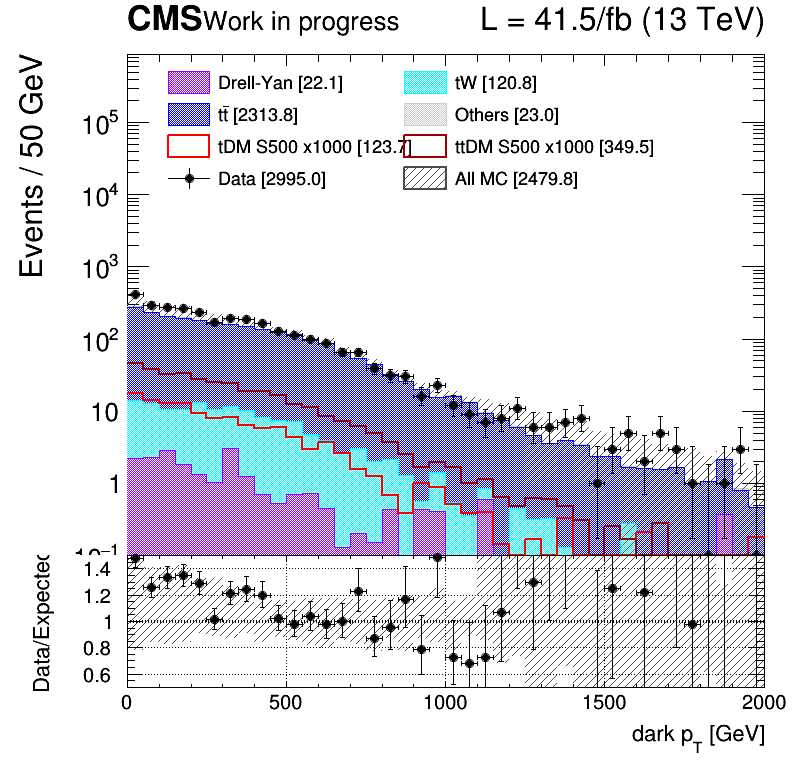 CMS Work in progress L = 41.5/fb (13 TeV)
Events / 50 GeV
Drell-Yan [22.1] tW [120.8]
tt̄ [2313.8] Others [23.0]
tDM S500 x1000 [123.7] ttDM S500 x1000 [349.5]
Data [2995.0] All MC [2479.8]
10⁵
10⁴
10³
10²
10
1
10⁻¹
Data/Expected
1.4
1.2
1
0.8
0.6
0 500 1000 1500 2000
dark p_T [GeV]